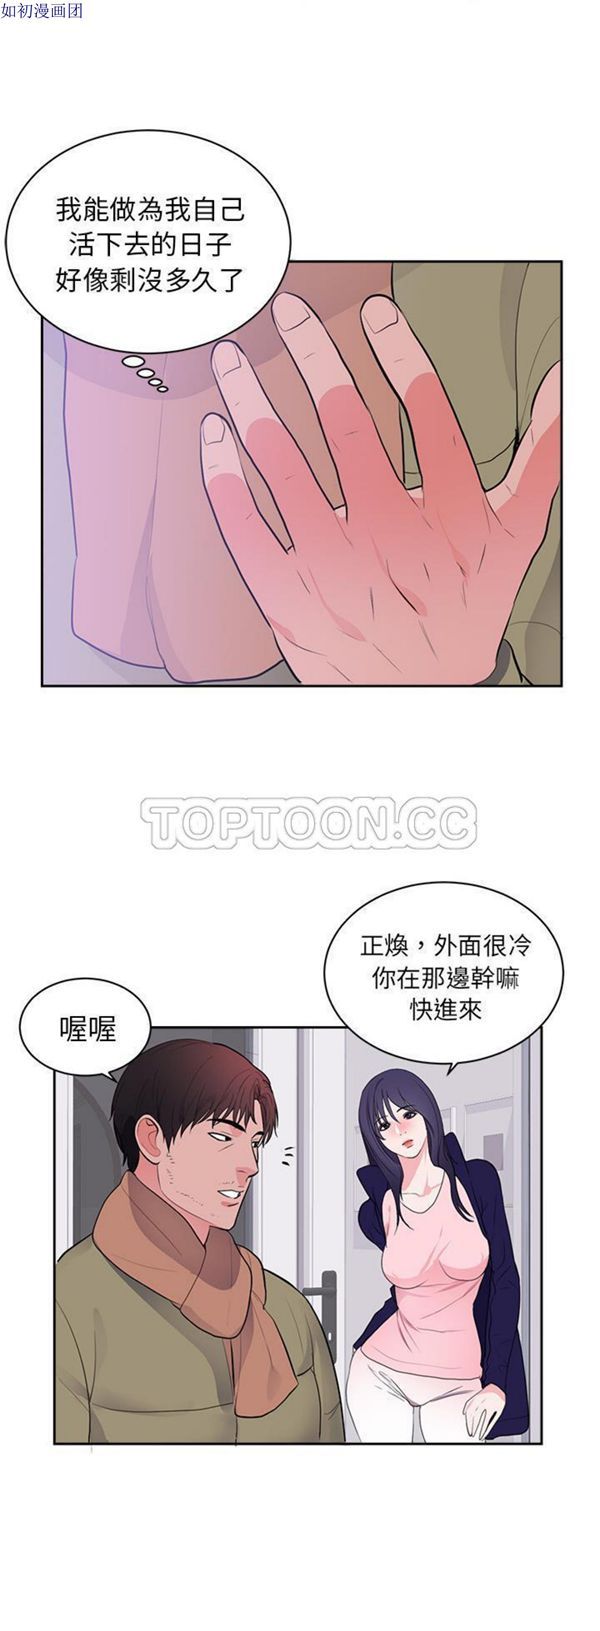 如初漫画团
我能做為我自己
活下去的日子
好像剩沒多久了
TOPTOON.CC
正煥，外面很冷
你在那邊幹嘛
快進來
喔喔